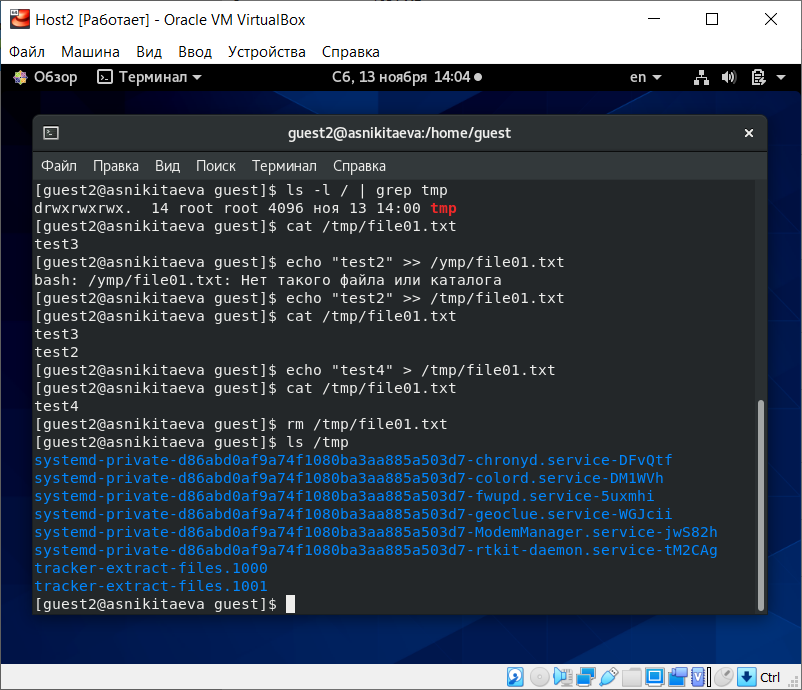 Host2 [Работает] - Oracle VM VirtualBox
Файл Машина Вид Ввод Устройства Справка
Обзор Терминал Сб, 13 ноября 14:04 en
guest2@asnikitaeva:/home/guest
Файл Правка Вид Поиск Терминал Справка
[guest2@asnikitaeva guest]$ ls -l / | grep tmp
drwxrwxrwx.  14 root root 4096 ноя 13 14:00 tmp
[guest2@asnikitaeva guest]$ cat /tmp/file01.txt
test3
[guest2@asnikitaeva guest]$ echo "test2" >> /ymp/file01.txt
bash: /ymp/file01.txt: Нет такого файла или каталога
[guest2@asnikitaeva guest]$ echo "test2" >> /tmp/file01.txt
[guest2@asnikitaeva guest]$ cat /tmp/file01.txt
test3
test2
[guest2@asnikitaeva guest]$ echo "test4" > /tmp/file01.txt
[guest2@asnikitaeva guest]$ cat /tmp/file01.txt
test4
[guest2@asnikitaeva guest]$ rm /tmp/file01.txt
[guest2@asnikitaeva guest]$ ls /tmp
systemd-private-d86abd0af9a74f1080ba3aa885a503d7-chronyd.service-DFvQtf
systemd-private-d86abd0af9a74f1080ba3aa885a503d7-colord.service-DM1WVh
systemd-private-d86abd0af9a74f1080ba3aa885a503d7-fwupd.service-5uxmhi
systemd-private-d86abd0af9a74f1080ba3aa885a503d7-geoclue.service-WGJcii
systemd-private-d86abd0af9a74f1080ba3aa885a503d7-ModemManager.service-jwS82h
systemd-private-d86abd0af9a74f1080ba3aa885a503d7-rtkit-daemon.service-tM2CAg
tracker-extract-files.1000
tracker-extract-files.1001
[guest2@asnikitaeva guest]$
Ctrl